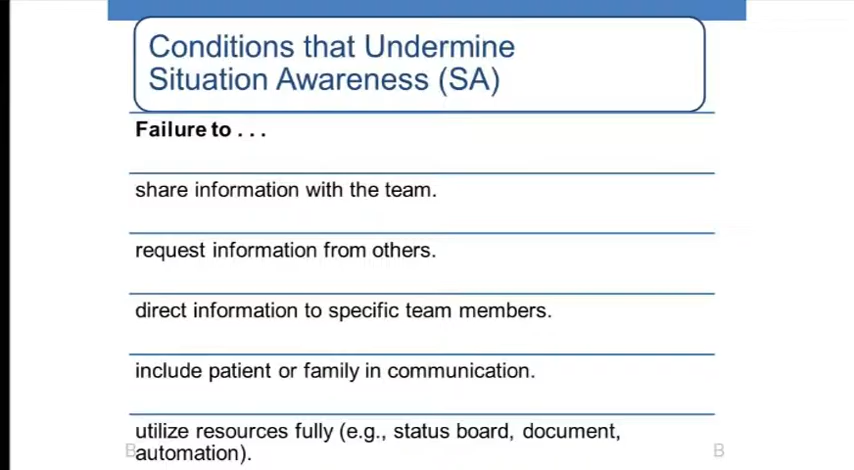 Conditions that Undermine
Situation Awareness (SA)
Failure to . . .
share information with the team.
request information from others.
direct information to specific team members.
include patient or family in communication.
utilize resources fully (e.g., status board, document,
B automation).
B